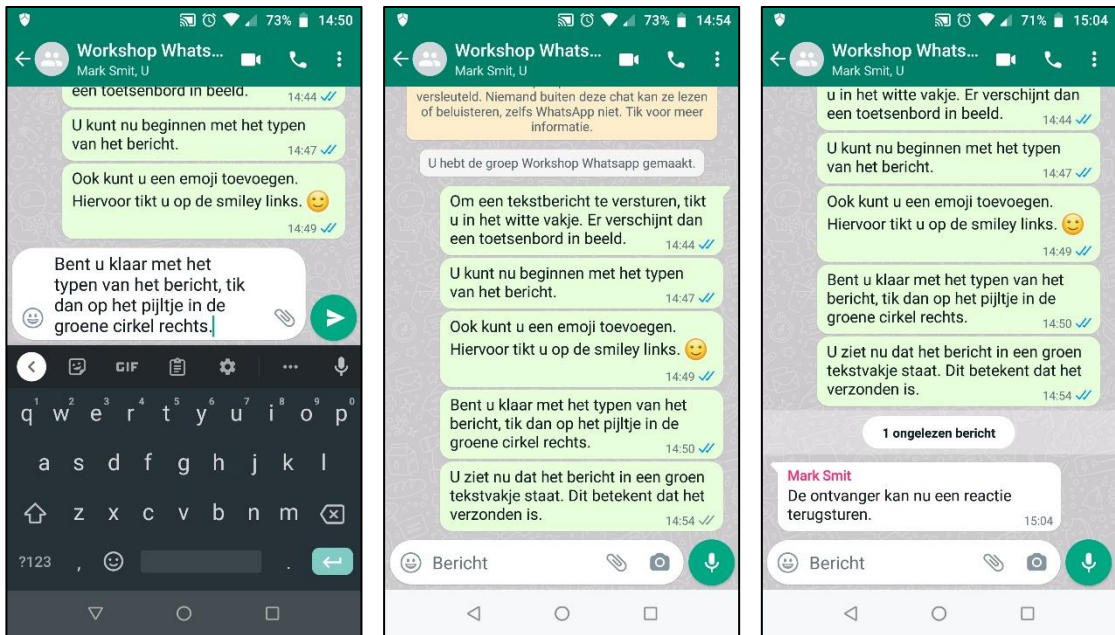 73% 14:50
Workshop Whats...
Mark Smit, U
een toetsenbord in beeld.
14:44
U kunt nu beginnen met het typen
van het bericht.
14:47
Ook kunt u een emoji toevoegen.
Hiervoor tikt u op de smiley links. 🙂
14:49
Bent u klaar met het
typen van het bericht, tik
dan op het pijltje in de
groene cirkel rechts.
GIF
q w e r t y u i o p
1 2 3 4 5 6 7 8 9 0
a s d f g h j k l
z x c v b n m
?123 , .
73% 14:54
Workshop Whats...
Mark Smit, U
versleuteld. Niemand buiten deze chat kan ze lezen
of beluisteren, zelfs WhatsApp niet. Tik voor meer
informatie.
U hebt de groep Workshop Whatsapp gemaakt.
Om een tekstbericht te versturen, tikt
u in het witte vakje. Er verschijnt dan
een toetsenbord in beeld.
14:44
U kunt nu beginnen met het typen
van het bericht.
14:47
Ook kunt u een emoji toevoegen.
Hiervoor tikt u op de smiley links. 🙂
14:49
Bent u klaar met het typen van het
bericht, tik dan op het pijltje in de
groene cirkel rechts.
14:50
U ziet nu dat het bericht in een groen
tekstvakje staat. Dit betekent dat het
verzonden is.
14:54
Bericht
71% 15:04
Workshop Whats...
Mark Smit, U
u in het witte vakje. Er verschijnt dan
een toetsenbord in beeld.
14:44
U kunt nu beginnen met het typen
van het bericht.
14:47
Ook kunt u een emoji toevoegen.
Hiervoor tikt u op de smiley links. 🙂
14:49
Bent u klaar met het typen van het
bericht, tik dan op het pijltje in de
groene cirkel rechts.
14:50
U ziet nu dat het bericht in een groen
tekstvakje staat. Dit betekent dat het
verzonden is.
14:54
1 ongelezen bericht
Mark Smit
De ontvanger kan nu een reactie
terugsturen.
15:04
Bericht